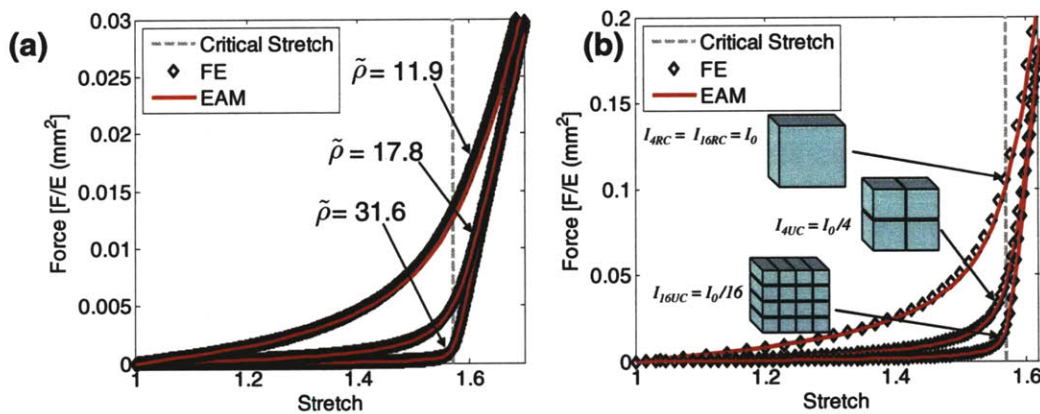 (a)
Critical Stretch
FE
EAM
ρ̃ = 11.9
ρ̃ = 17.8
ρ̃ = 31.6
Force [F/E (mm²)
0.03
0.025
0.02
0.015
0.01
0.005
0
1 1.2 1.4 1.6
Stretch
(b)
Critical Stretch
FE
EAM
I4RC = I16RC = I0
I4UC = I0/4
I16UC = I0/16
Force [F/E (mm²)
0.2
0.15
0.1
0.05
0
1 1.2 1.4 1.6
Stretch